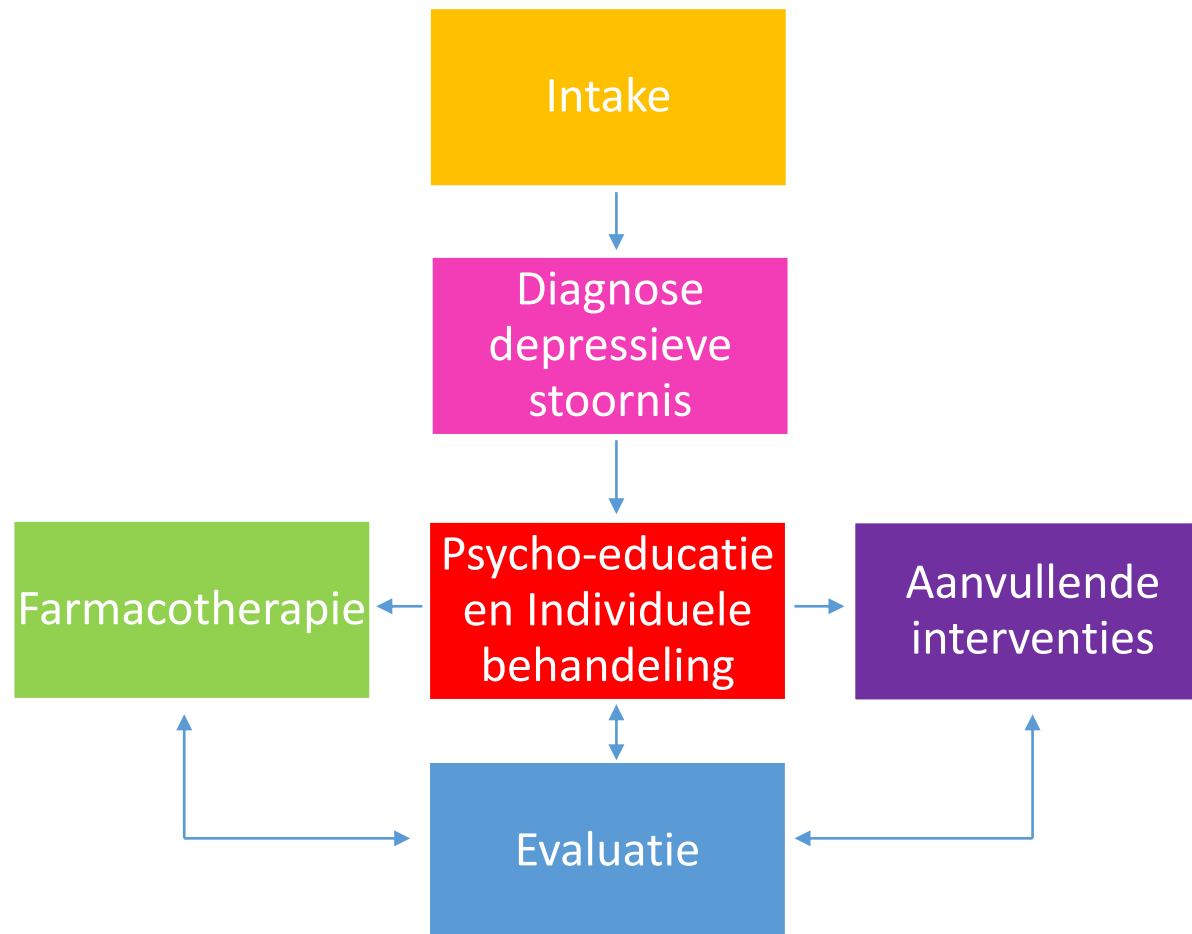 Intake
Diagnose
depressieve
stoornis
Farmacotherapie
Psycho-educatie
en Individuele
behandeling
Aanvullende
interventies
Evaluatie